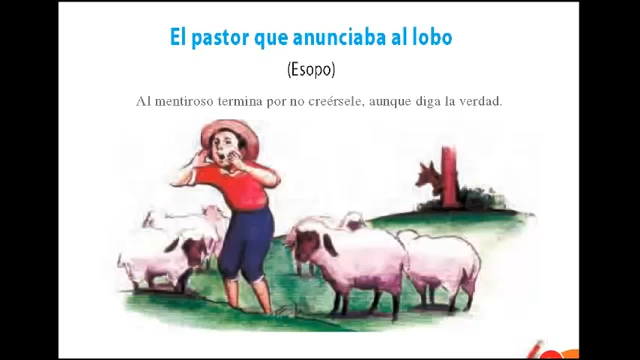 El pastor que anunciaba al lobo
(Esopo)
Al mentiroso termina por no creérsele, aunque diga la verdad.